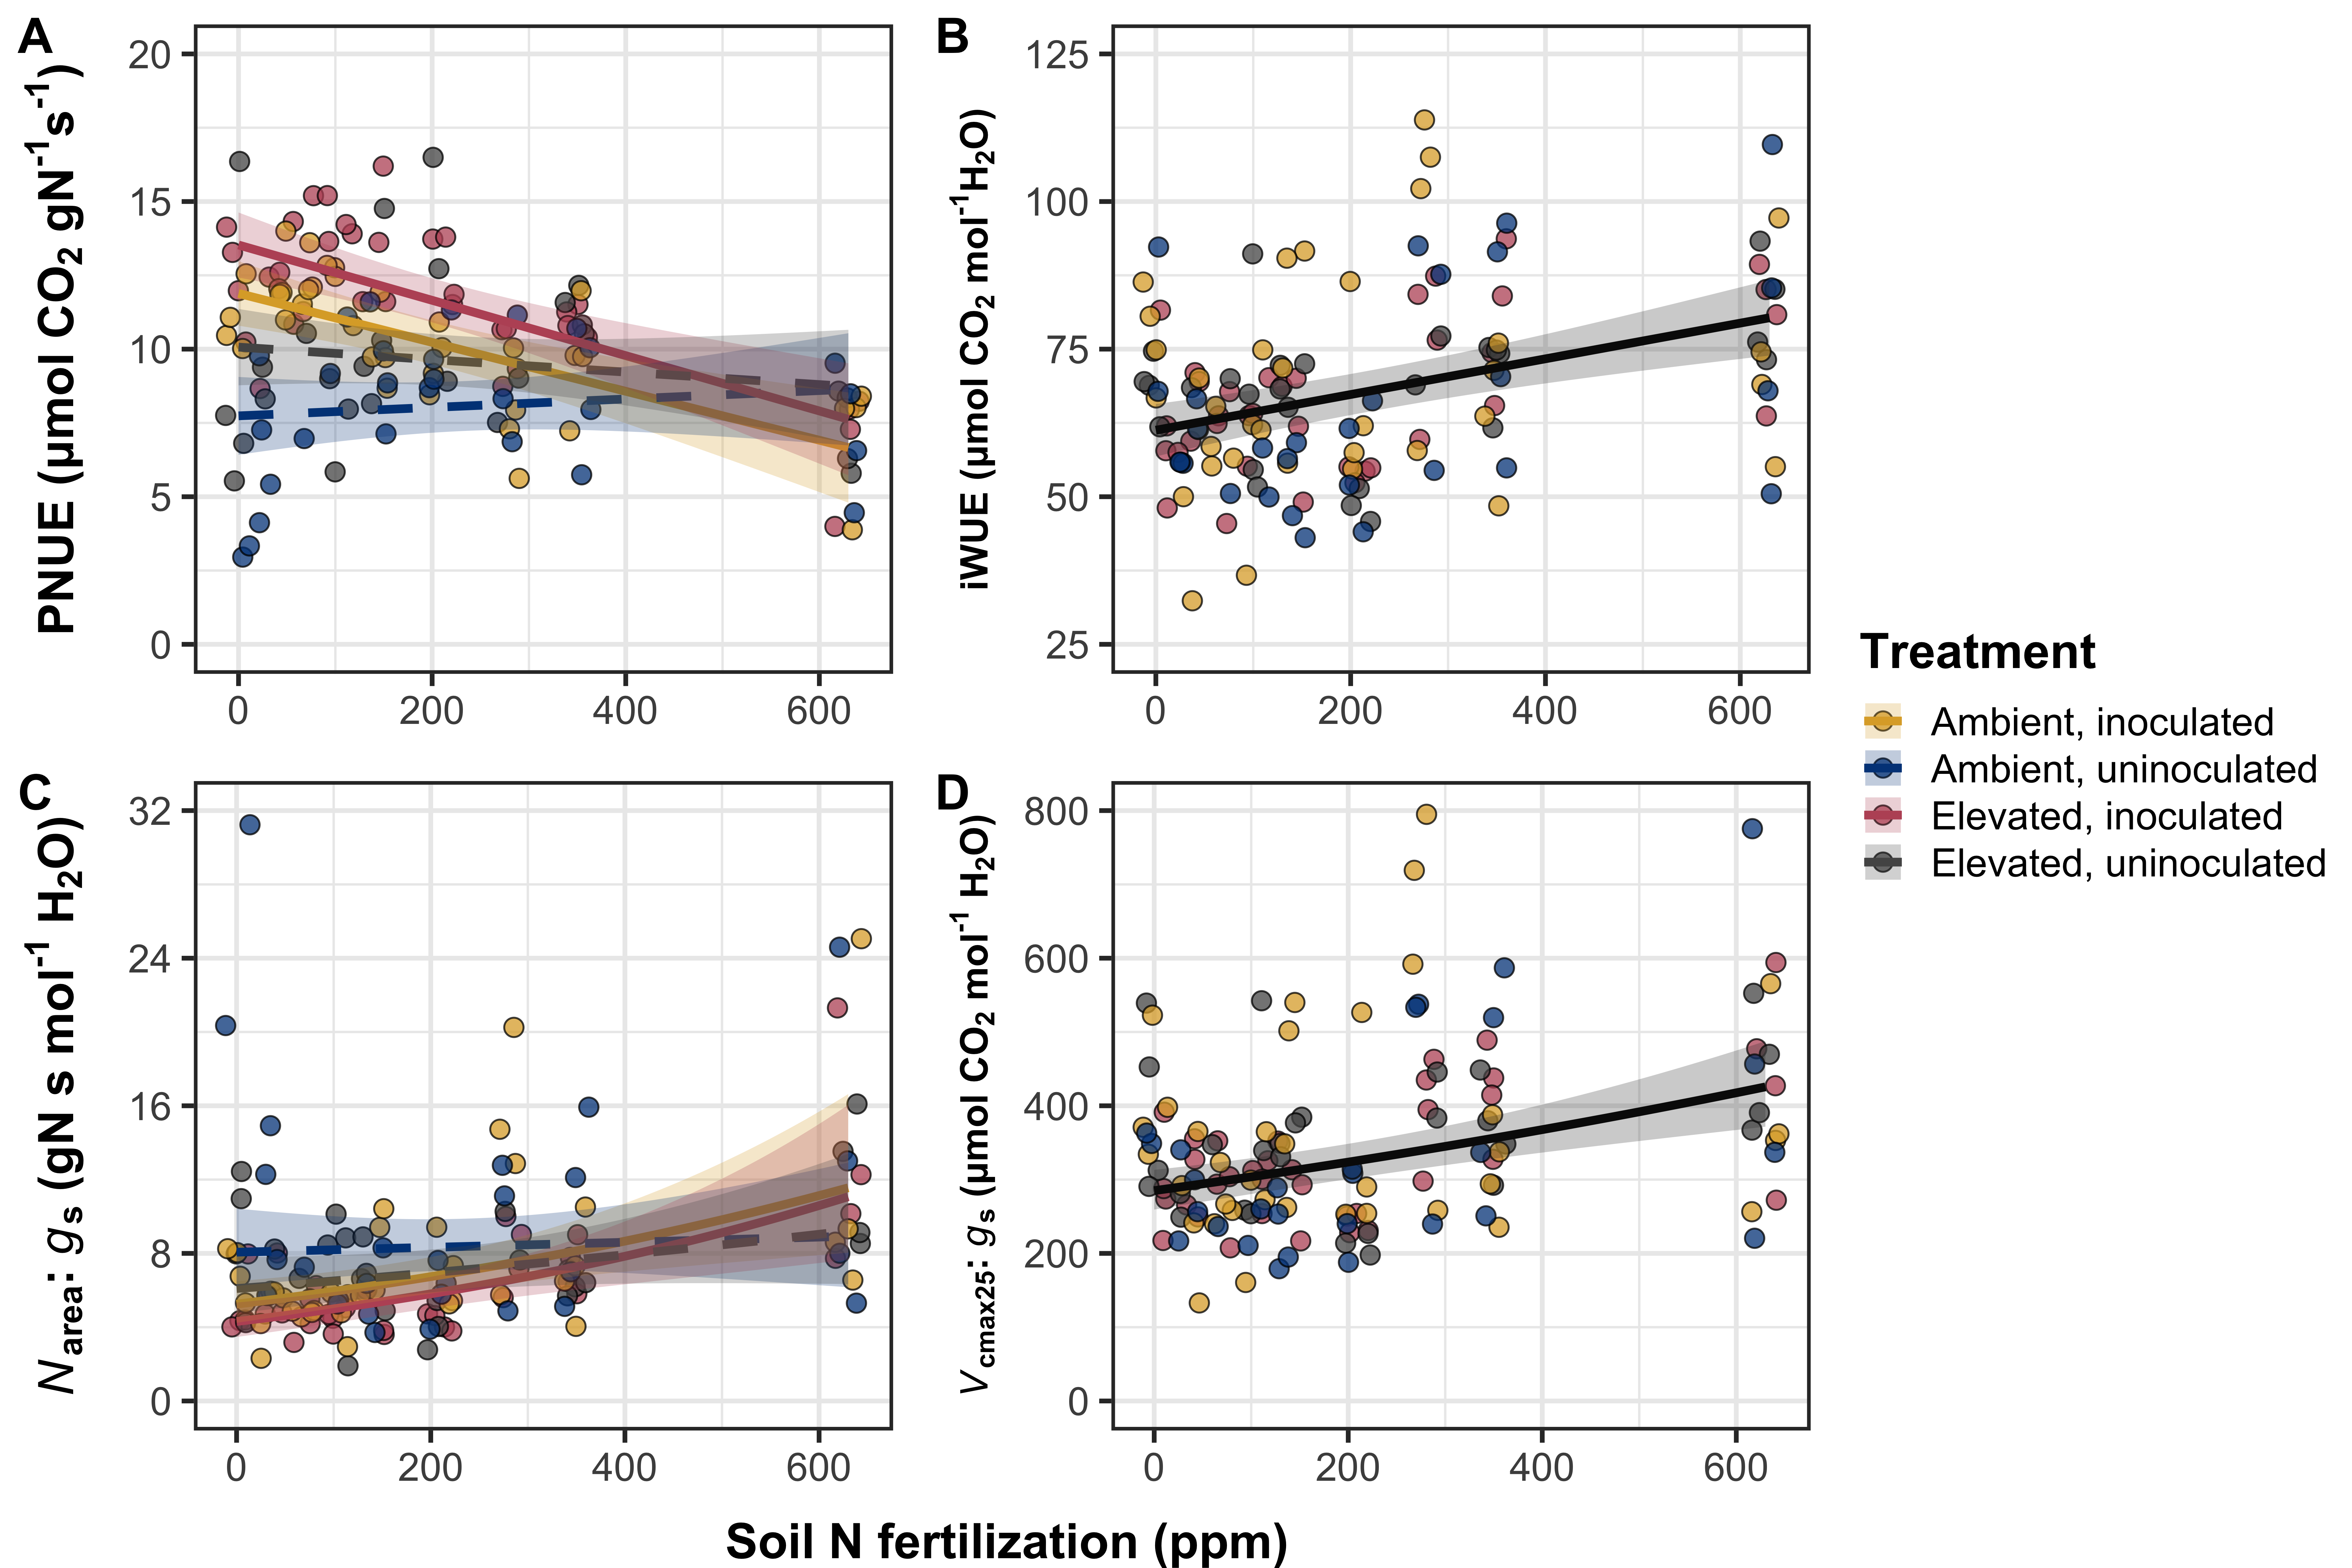 A
PNUE (µmol CO₂ gN⁻¹s⁻¹)
20
15
10
5
0
0 200 400 600
B
iWUE (µmol CO₂ mol⁻¹H₂O)
125
100
75
50
25
0 200 400 600
C
Narea: gs (gN s mol⁻¹ H₂O)
32
24
16
8
0
0 200 400 600
D
Vcmax25: gs (µmol CO₂ mol⁻¹ H₂O)
800
600
400
200
0
0 200 400 600
Soil N fertilization (ppm)
Treatment
Ambient, inoculated
Ambient, uninoculated
Elevated, inoculated
Elevated, uninoculated